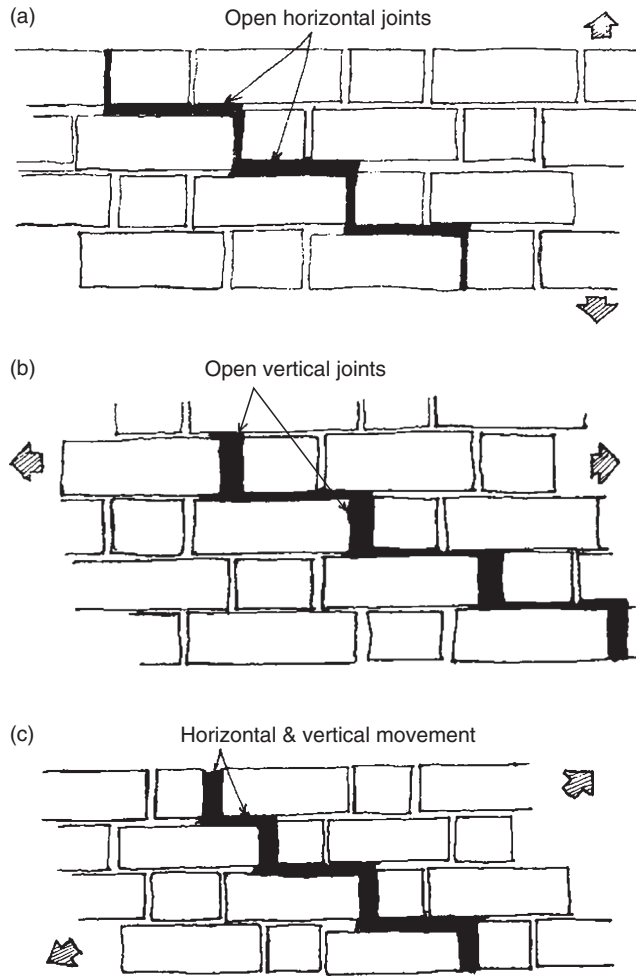 (a)
Open horizontal joints
(b)
Open vertical joints
(c)
Horizontal & vertical movement